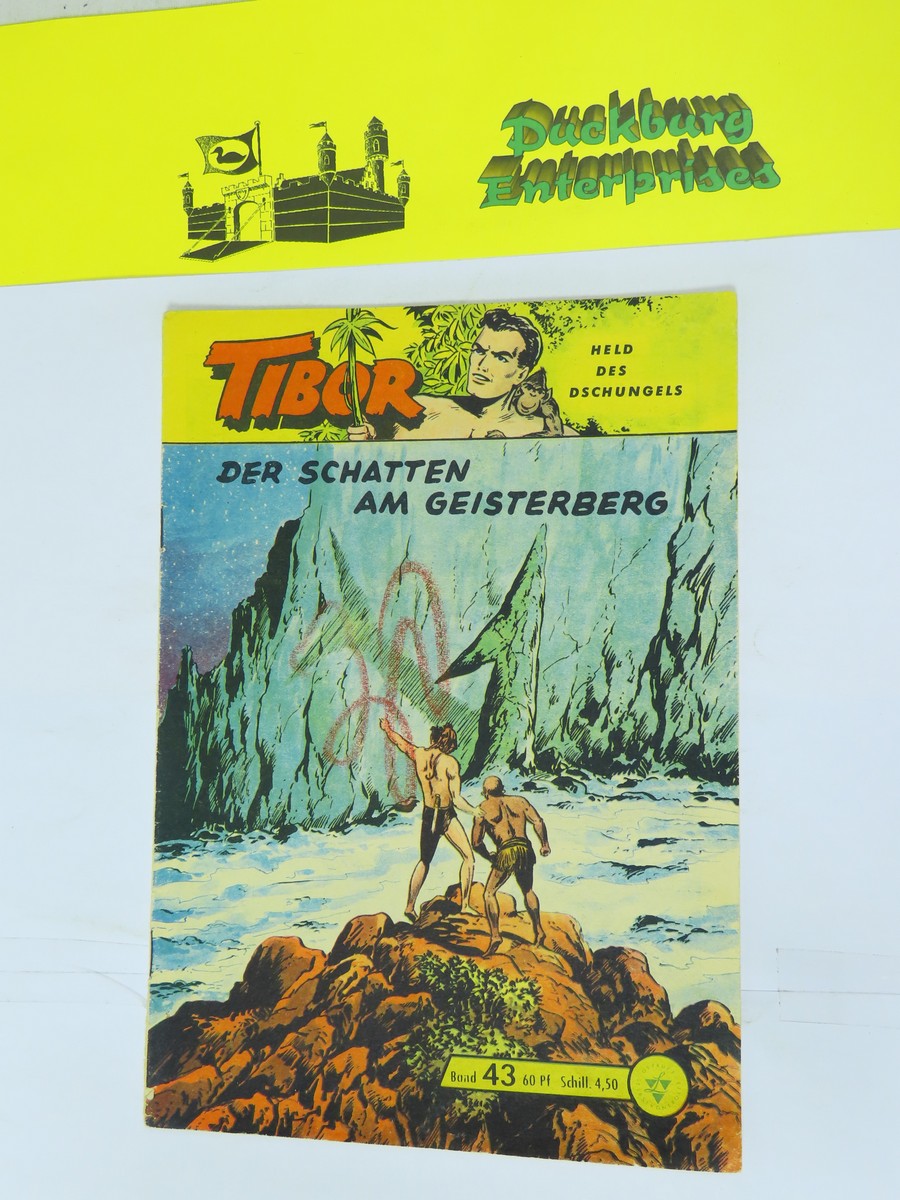 Duckburg
Enterprises
TIBOR
HELD
DES
DSCHUNGELS
DER SCHATTEN
AM GEISTERBERG
Band 43 60 Pf Schill. 4,50